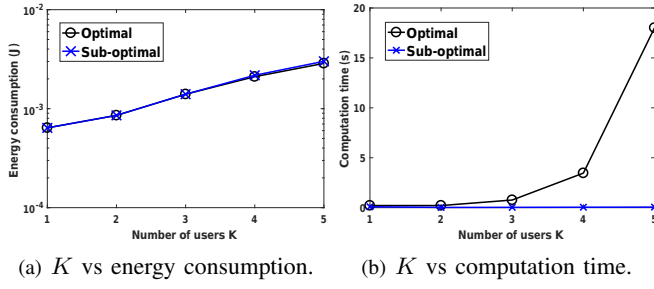 10^-2
10^-3
10^-4
Energy consumption (J)
Optimal
Sub-optimal
1 2 3 4 5
Number of users K
(a) K vs energy consumption.
20
15
10
5
0
Computation time (s)
Optimal
Sub-optimal
1 2 3 4 5
Number of users K
(b) K vs computation time.